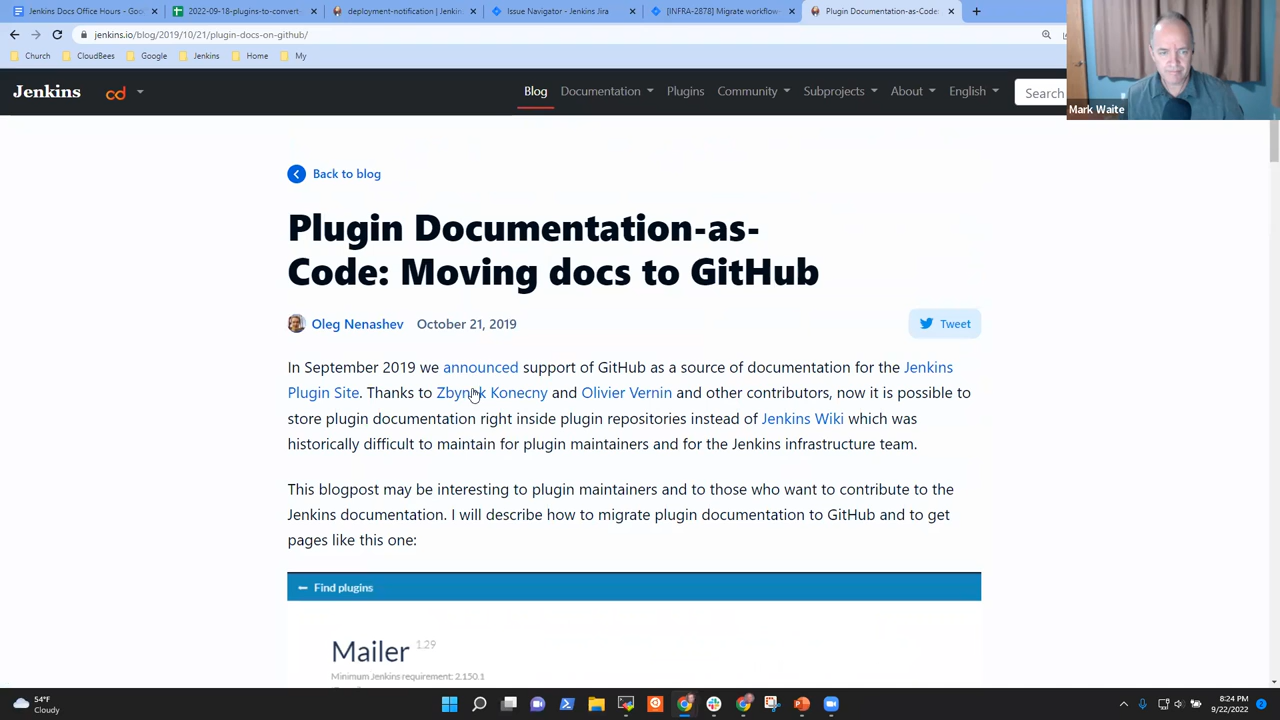 Jenkins Docs Office Hours - Goo
2022-09-18-plugins-to-convert-
deployment-notification | Jenkin
Issue Navigator - Jenkins Jira
[INFRA-2878] Migrate workflow-
Plugin Documentation-as-Code:
jenkins.io/blog/2019/10/21/plugin-docs-on-github/
Church
CloudBees
Google
Jenkins
Home
My
Jenkins
cd
Blog
Documentation
Plugins
Community
Subprojects
About
English
Search
Mark Waite
Back to blog
Plugin Documentation-as-
Code: Moving docs to GitHub
Oleg Nenashev October 21, 2019
Tweet
In September 2019 we announced support of GitHub as a source of documentation for the Jenkins
Plugin Site. Thanks to Zbynek Konecny and Olivier Vernin and other contributors, now it is possible to
store plugin documentation right inside plugin repositories instead of Jenkins Wiki which was
historically difficult to maintain for plugin maintainers and for the Jenkins infrastructure team.
This blogpost may be interesting to plugin maintainers and to those who want to contribute to the
Jenkins documentation. I will describe how to migrate plugin documentation to GitHub and to get
pages like this one:
Find plugins
Mailer 1.29
Minimum Jenkins requirement: 2.150.1
54°F
Cloudy
8:24 PM
9/22/2022
2